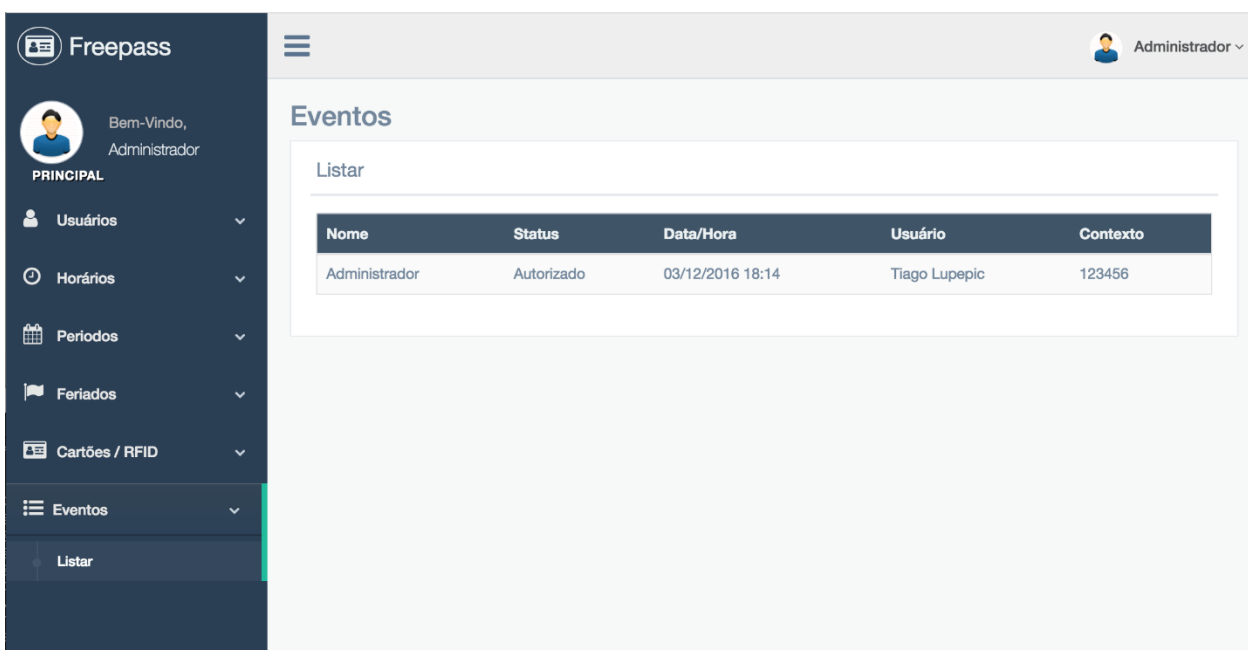 Freepass
Administrador
Bem-Vindo,
Administrador
PRINCIPAL
Usuários
Horários
Periodos
Feriados
Cartões / RFID
Eventos
Listar
Eventos
Listar
Nome Status Data/Hora Usuário Contexto
Administrador Autorizado 03/12/2016 18:14 Tiago Lupepic 123456